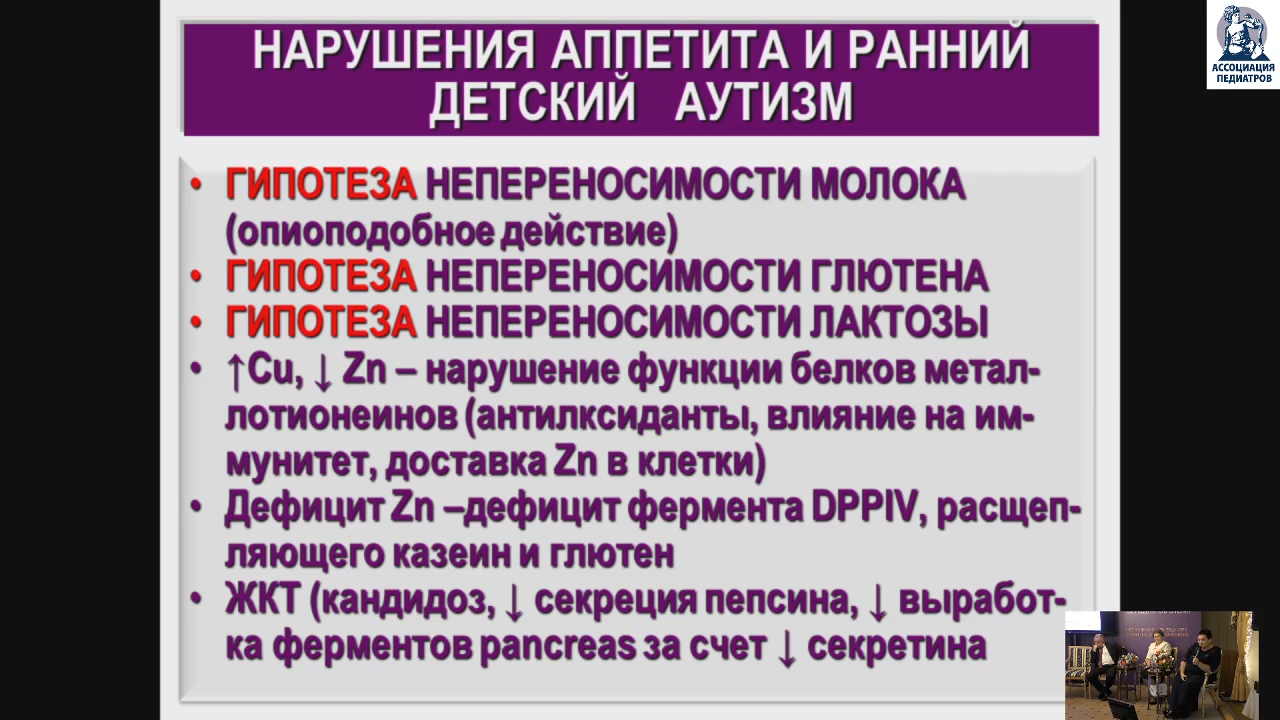 НАРУШЕНИЯ АППЕТИТА И РАННИЙ
ДЕТСКИЙ АУТИЗМ
АССОЦИАЦИЯ
ПЕДИАТРОВ
• ГИПОТЕЗА НЕПЕРЕНОСИМОСТИ МОЛОКА
(опиоподобное действие)
• ГИПОТЕЗА НЕПЕРЕНОСИМОСТИ ГЛЮТЕНА
• ГИПОТЕЗА НЕПЕРЕНОСИМОСТИ ЛАКТОЗЫ
• ↑Cu, ↓ Zn – нарушение функции белков метал-
лотионеинов (антилксиданты, влияние на им-
мунитет, доставка Zn в клетки)
• Дефицит Zn –дефицит фермента DPPIV, расщеп-
ляющего казеин и глютен
• ЖКТ (кандидоз, ↓ секреция пепсина, ↓ выработ-
ка ферментов pancreas за счет ↓ секретина